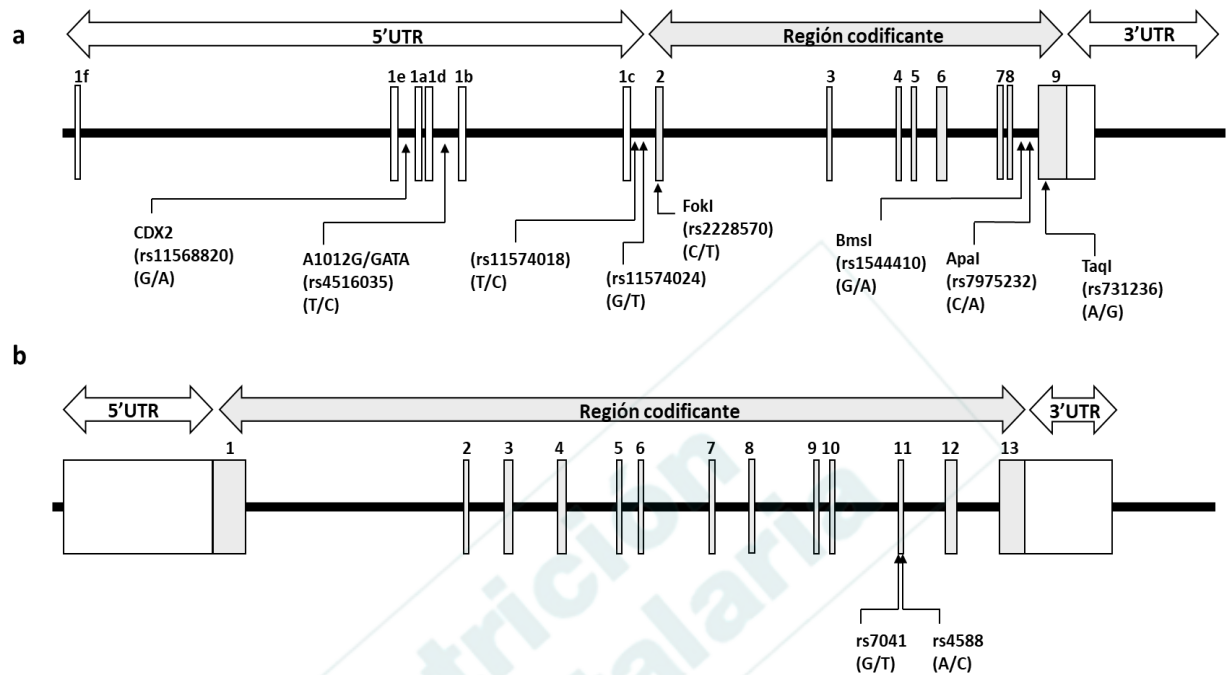 a
5'UTR
Región codificante
3'UTR
1f
1e
1a
1d
1b
1c
2
3
4
5
6
7
8
9
CDX2
(rs11568820)
(G/A)
A1012G/GATA
(rs4516035)
(T/C)
(rs11574018)
(T/C)
(rs11574024)
(G/T)
FokI
(rs2228570)
(C/T)
BmsI
(rs1544410)
(G/A)
ApaI
(rs7975232)
(C/A)
TaqI
(rs731236)
(A/G)
b
5'UTR
Región codificante
3'UTR
1
2
3
4
5
6
7
8
9
10
11
12
13
rs7041
(G/T)
rs4588
(A/C)
trición
alaria